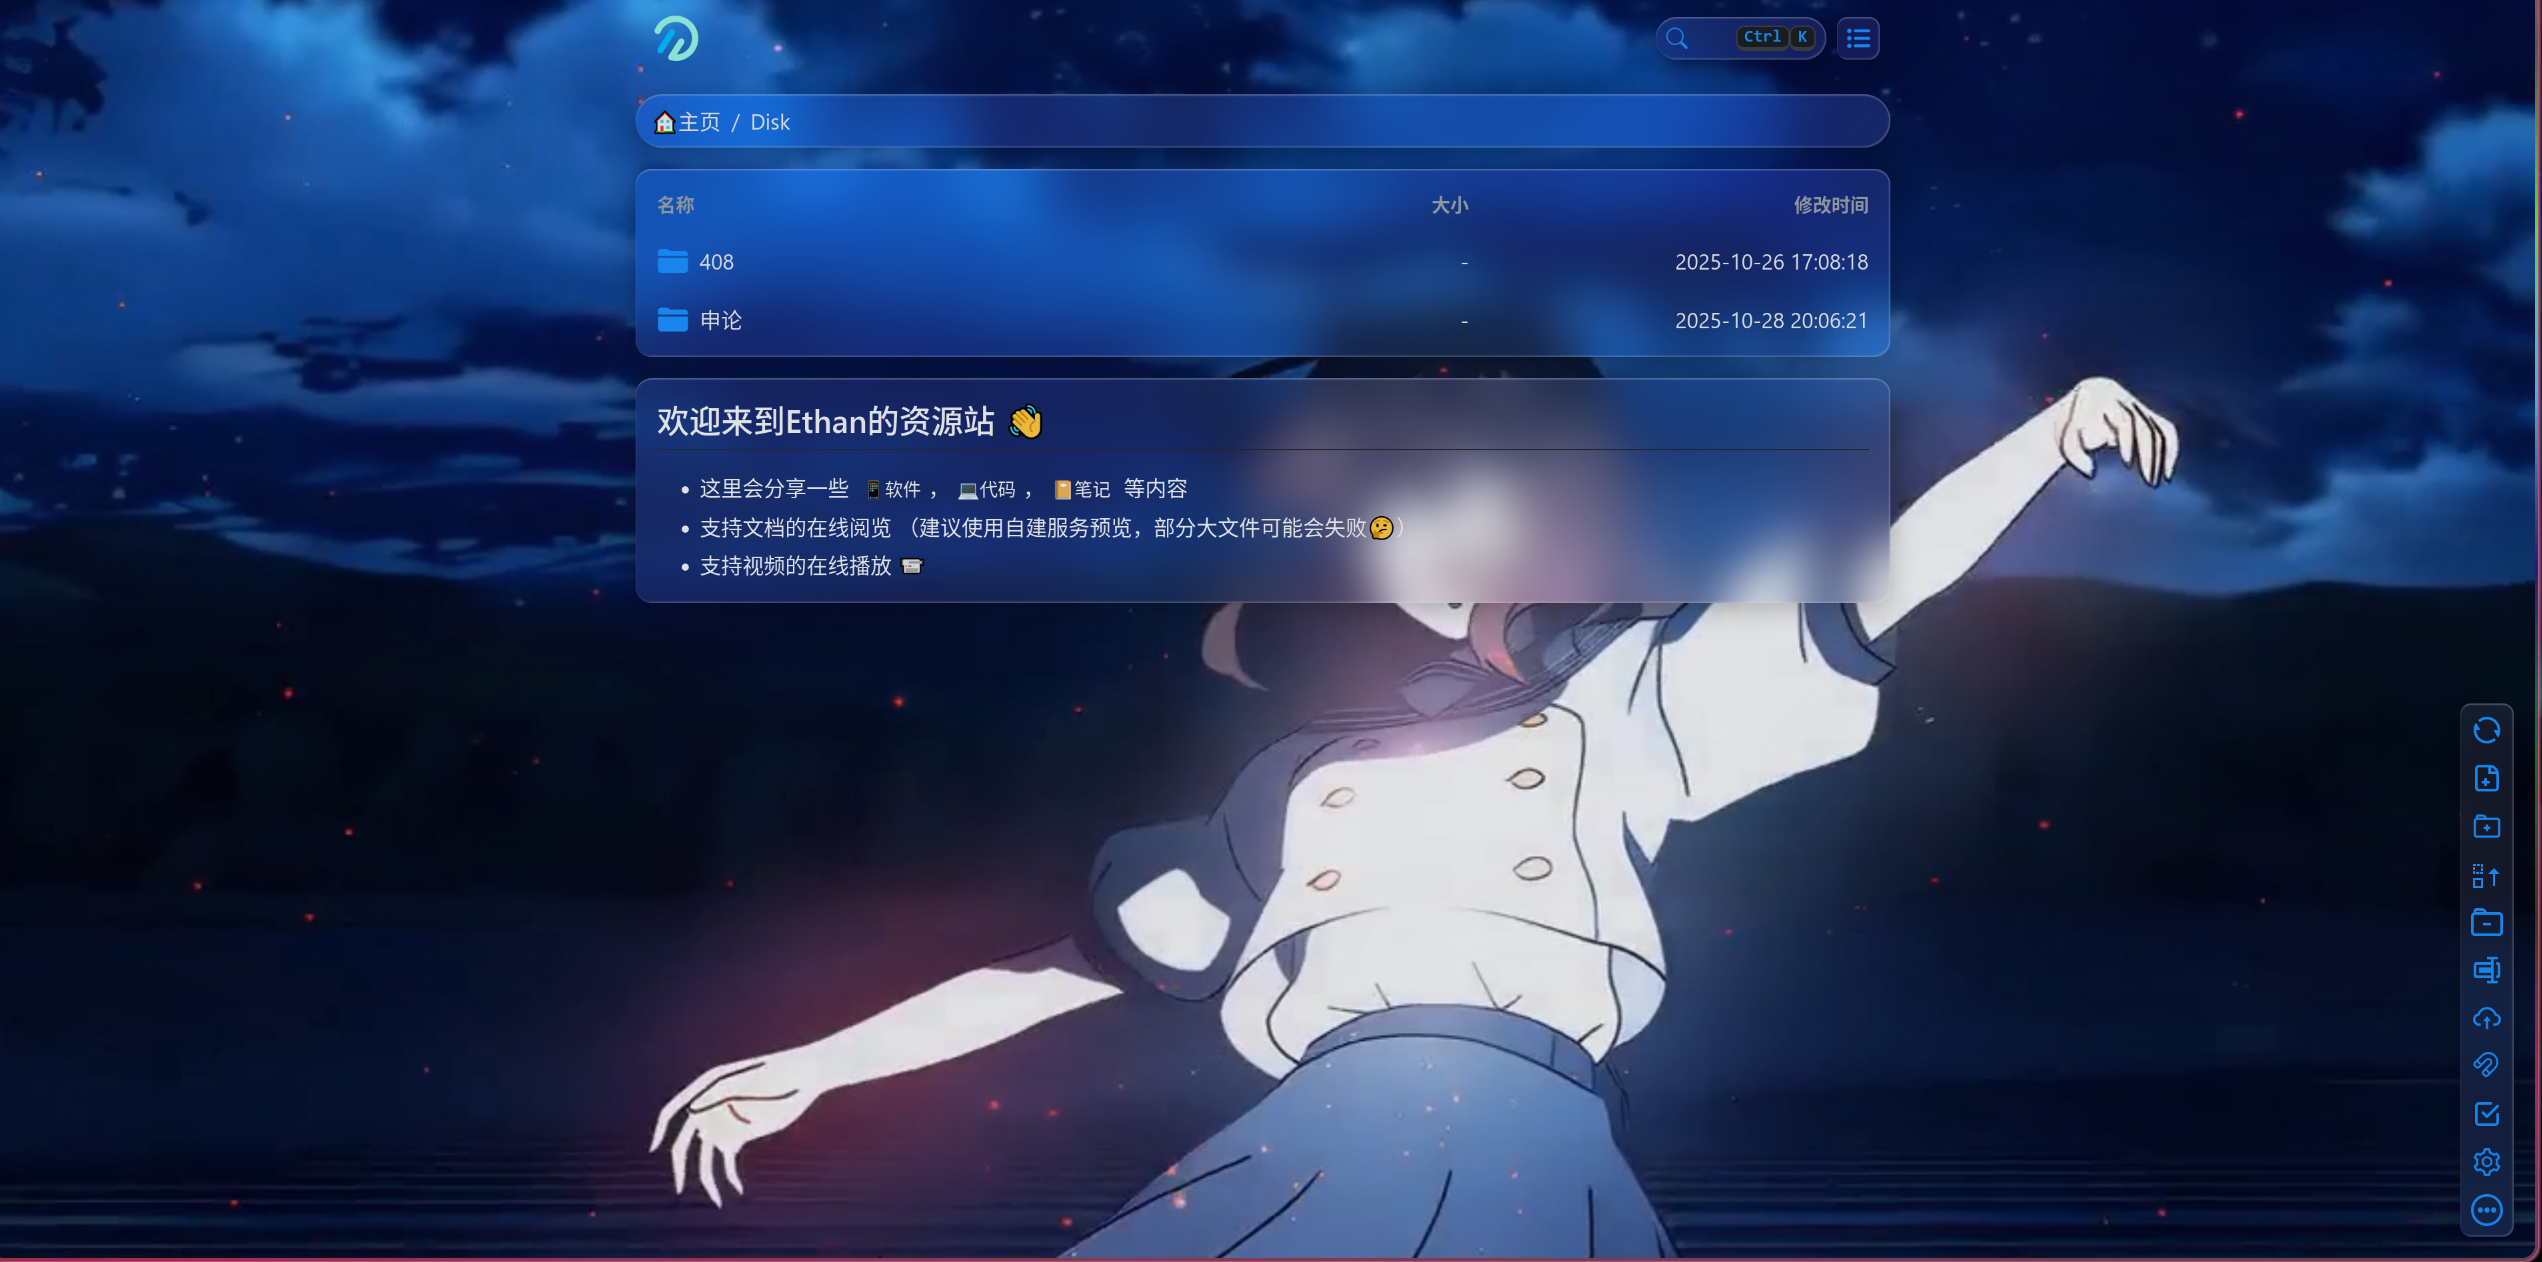 Ctrl K
🏠主页 / Disk
名称 大小 修改时间
408 - 2025-10-26 17:08:18
申论 - 2025-10-28 20:06:21
欢迎来到Ethan的资源站 👋
• 这里会分享一些 📱软件 ， 💻代码 ， 📔笔记 等内容
• 支持文档的在线阅览 （建议使用自建服务预览，部分大文件可能会失败🤔）
• 支持视频的在线播放 📹